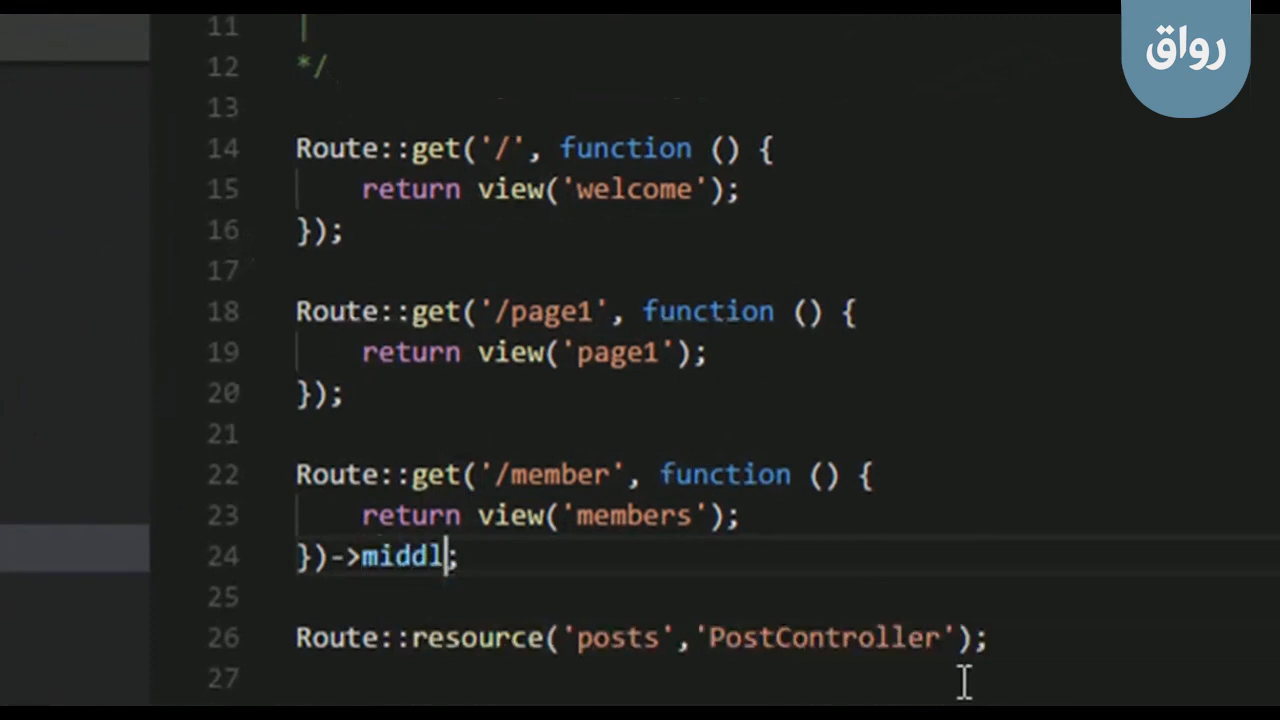 رواق
11 |
12 */
13
14 Route::get('/', function () {
15 return view('welcome');
16 });
17
18 Route::get('/page1', function () {
19 return view('page1');
20 });
21
22 Route::get('/member', function () {
23 return view('members');
24 })->middl;
25
26 Route::resource('posts','PostController');
27